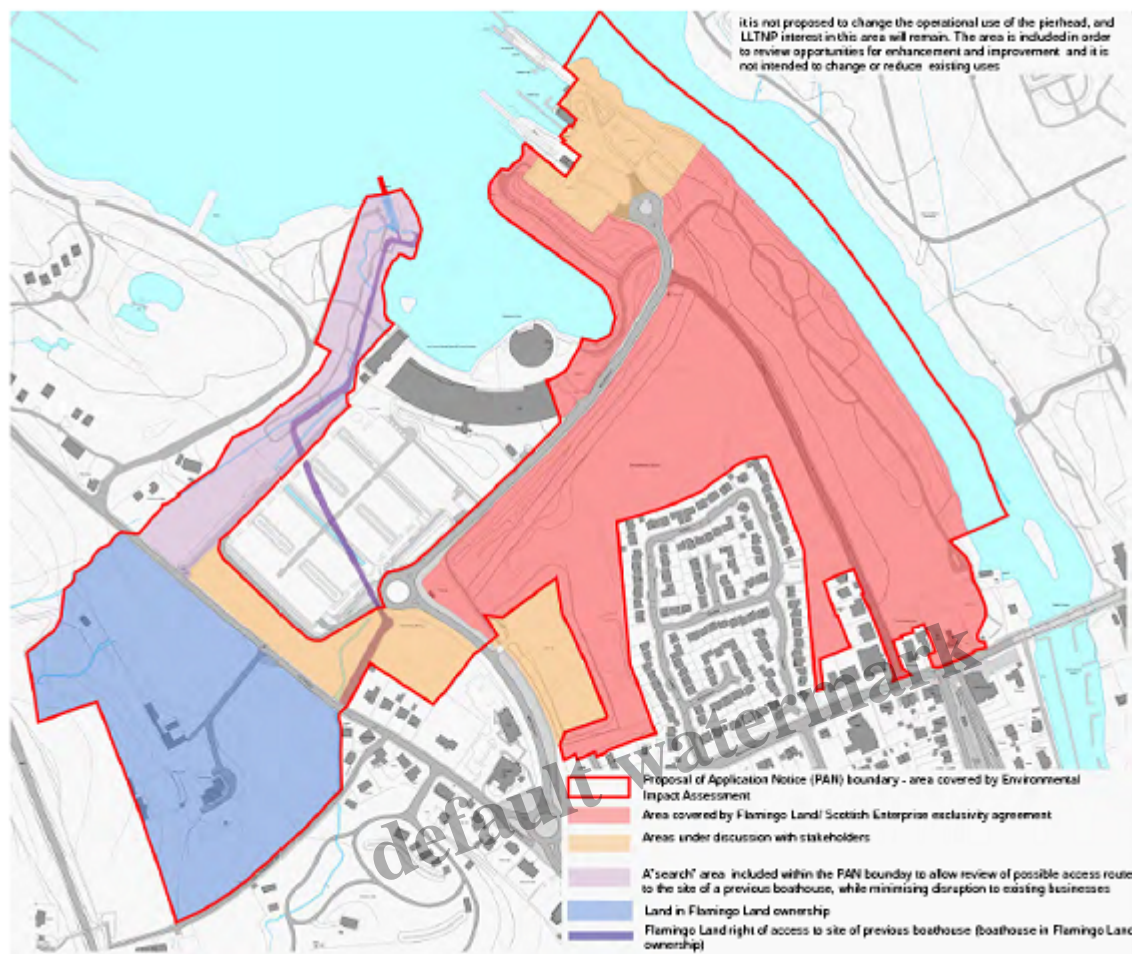 it is not proposed to change the operational use of the pierhead, and
LLTNP interest in this area will remain. The area is included in order
to review opportunities for enhancement and improvement and it is
not intended to change or reduce existing uses
default watermark
Proposal of Application Notice (PAN) boundary - area covered by Environmental
Impact Assessment
Area covered by Flamingo Land/ Scottish Enterprise exclusivity agreement
Areas under discussion with stakeholders
A"search" area included within the PAN boundary to allow review of possible access route
to the site of a previous boathouse, while minimising disruption to existing businesses
Land in Flamingo Land ownership
Flamingo Land right of access to site of previous boathouse (boathouse in Flamingo Land
ownership)